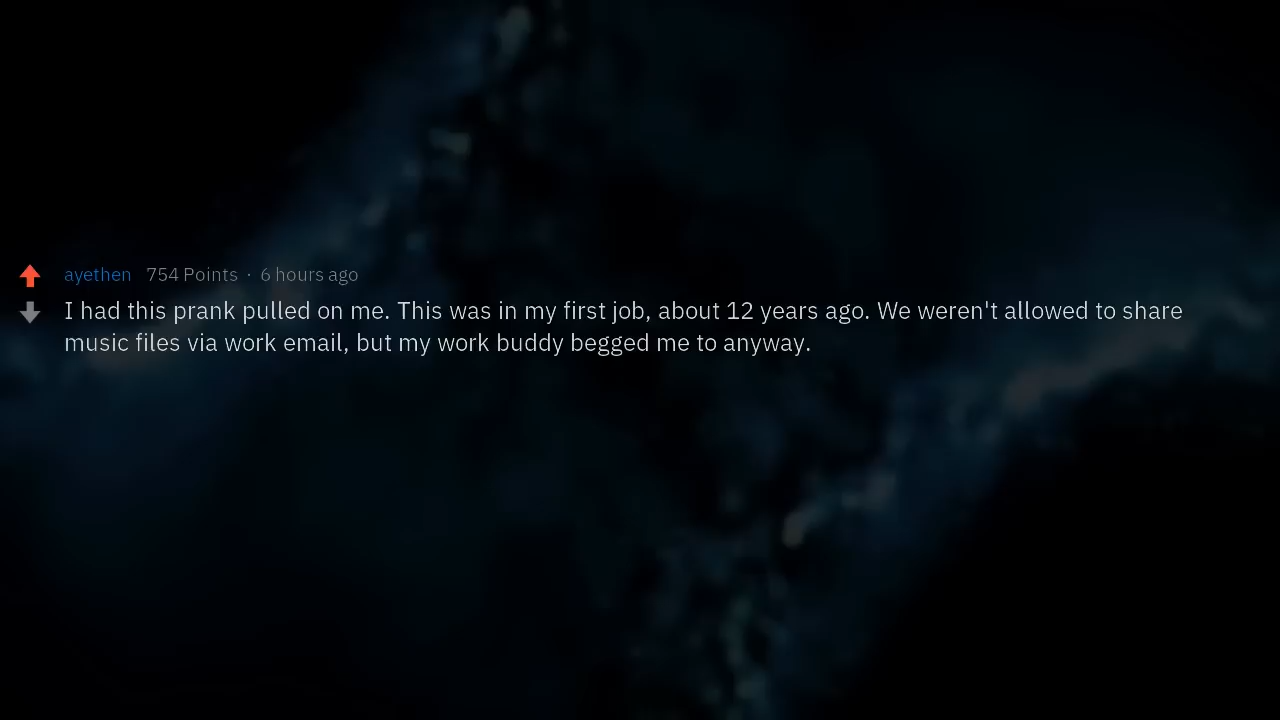 ayethen 754 Points · 6 hours ago
I had this prank pulled on me. This was in my first job, about 12 years ago. We weren't allowed to share
music files via work email, but my work buddy begged me to anyway.